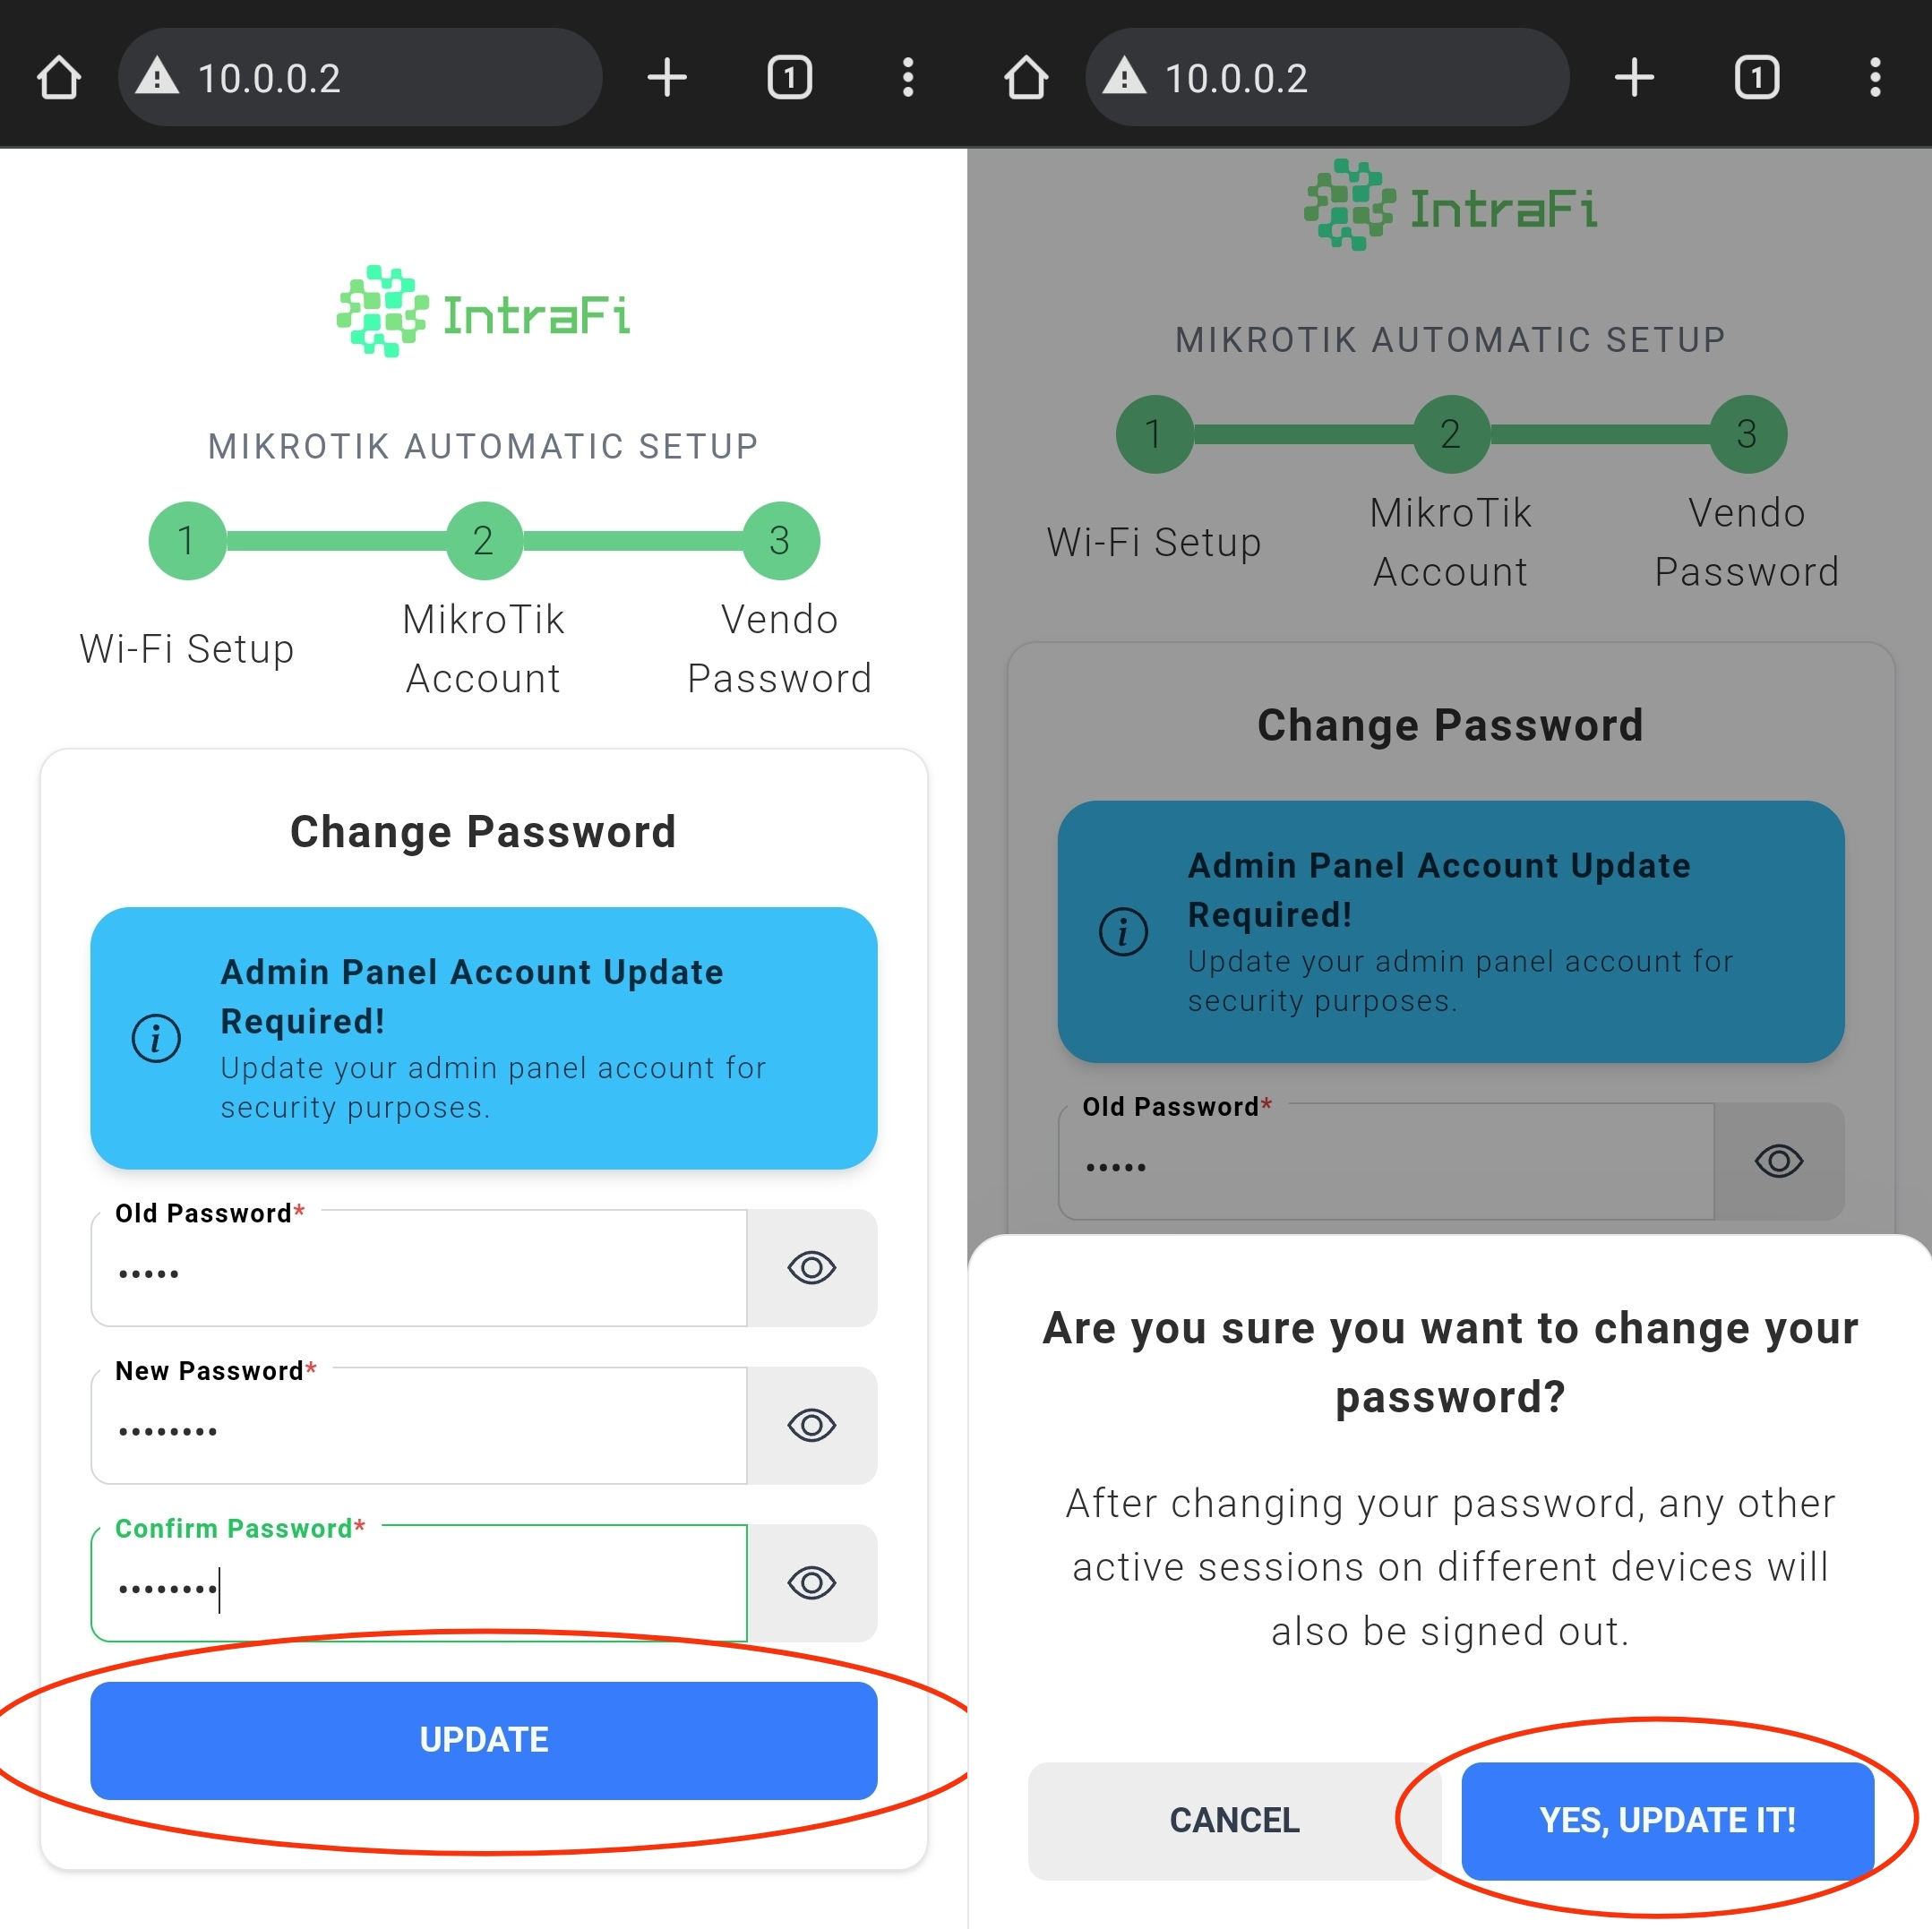 10.0.0.2
1
IntraFi
MIKROTIK AUTOMATIC SETUP
1
2
3
Wi-Fi Setup
MikroTik
Account
Vendo
Password
Change Password
i
Admin Panel Account Update
Required!
Update your admin panel account for
security purposes.
Old Password*
•••••
New Password*
••••••••
Confirm Password*
••••••••
UPDATE
10.0.0.2
1
IntraFi
MIKROTIK AUTOMATIC SETUP
1
2
3
Wi-Fi Setup
MikroTik
Account
Vendo
Password
Change Password
i
Admin Panel Account Update
Required!
Update your admin panel account for
security purposes.
Old Password*
•••••
Are you sure you want to change your
password?
After changing your password, any other
active sessions on different devices will
also be signed out.
CANCEL
YES, UPDATE IT!